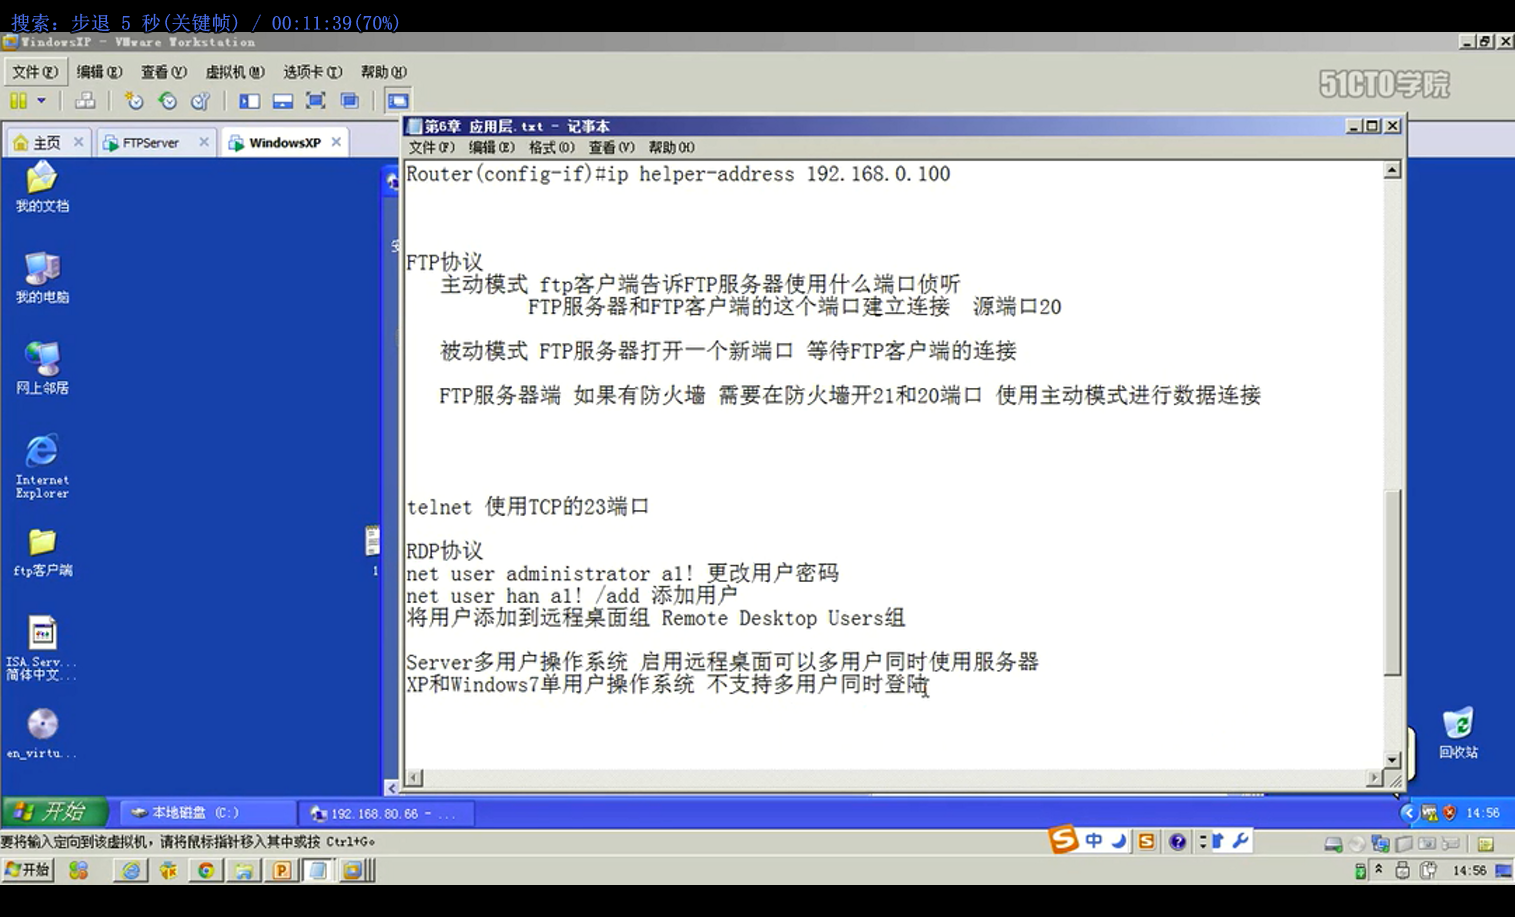 搜索: 步退 5 秒(关键帧) / 00:11:39(70%)
WindowsXP - VMware Workstation
文件(F) 编辑(E) 查看(V) 虚拟机(M) 选项卡(T) 帮助(H)
51CTO学院
主页 FTPServer WindowsXP
第6章 应用层.txt - 记事本
文件(F) 编辑(E) 格式(O) 查看(V) 帮助(H)
Router(config-if)#ip helper-address 192.168.0.100
FTP协议
主动模式 ftp客户端告诉FTP服务器使用什么端口侦听
FTP服务器和FTP客户端的这个端口建立连接 源端口20
被动模式 FTP服务器打开一个新端口 等待FTP客户端的连接
FTP服务器端 如果有防火墙 需要在防火墙开21和20端口 使用主动模式进行数据连接
telnet 使用TCP的23端口
RDP协议
net user administrator a1! 更改用户密码
net user han a1! /add 添加用户
将用户添加到远程桌面组 Remote Desktop Users组
Server多用户操作系统 启用远程桌面可以多用户同时使用服务器
XP和Windows7单用户操作系统 不支持多用户同时登陆
我的文档
我的电脑
网上邻居
Internet
Explorer
ftp客户端
1
ISA Serv...
简体中文...
en_virtu...
回收站
开始 本地磁盘 (C:) 192.168.80.66 - ... 14:56
要将输入定向到该虚拟机，请将鼠标指针移入其中或按 Ctrl+G。
中
开始 14:56